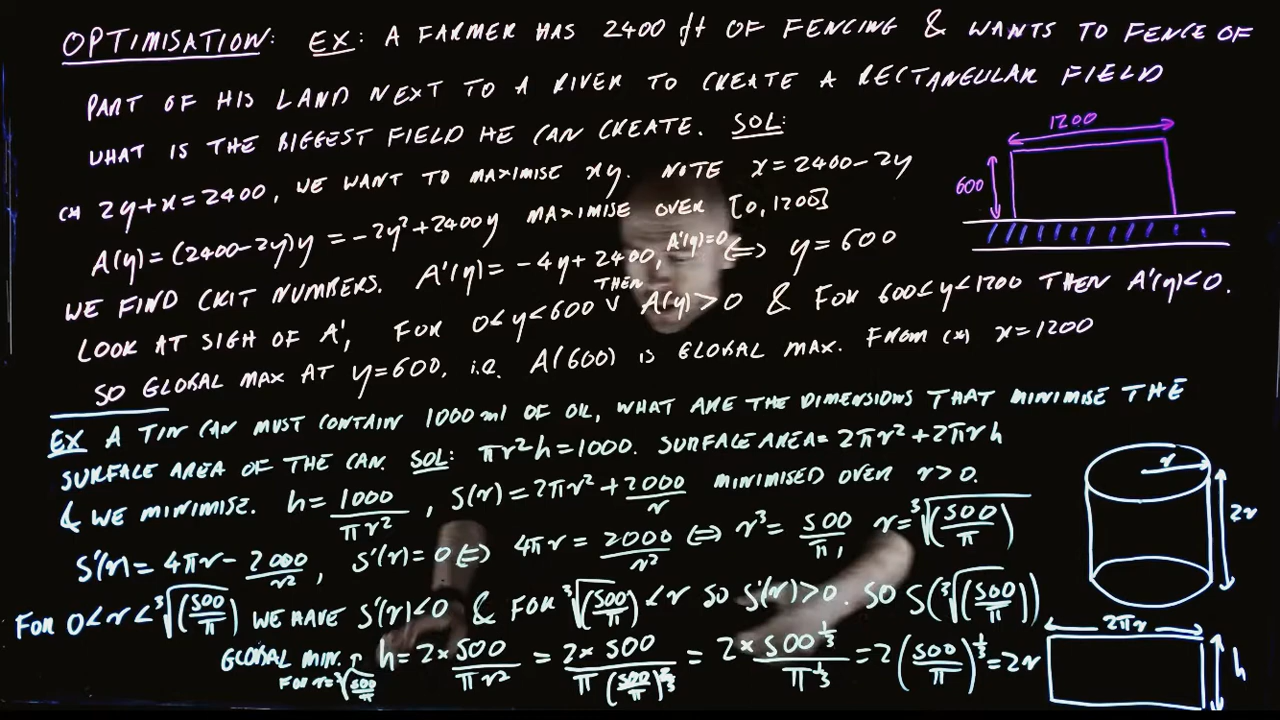 OPTIMISATION: EX: A FARMER HAS 2400 ft OF FENCING & WANTS TO FENCE OF
PART OF HIS LAND NEXT TO A RIVER TO CREATE A RECTANGULAR FIELD
WHAT IS THE BIGGEST FIELD HE CAN CREATE. SOL:
(*) 2y+x=2400, WE WANT TO MAXIMISE xy. NOTE x=2400-2y
A(y)=(2400-2y)y=-2y²+2400y MAXIMISE OVER [0,1200]
WE FIND CRIT NUMBERS. A'(y)=-4y+2400, A'(y)=0 ⇔ y=600
LOOK AT SIGN OF A', FOR 0<y<600 THEN A(y)>0 & FOR 600<y<1200 THEN A'(y)<0.
SO GLOBAL MAX AT y=600, i.e. A(600) IS GLOBAL MAX. FROM (*) x=1200
1200
600
EX A TIN CAN MUST CONTAIN 1000 ml OF OIL, WHAT ARE THE DIMENSIONS THAT MINIMISE THE
SURFACE AREA OF THE CAN. SOL: πr²h=1000. SURFACE AREA=2πr²+2πrh
& WE MINIMISE. h=1000/πr², S(r)=2πr²+2000/r MINIMISED OVER r>0.
S'(r)=4πr-2000/r², S'(r)=0⇔ 4πr=2000/r² ⇔ r³=500/π, r=∛(500/π)
FOR 0<r<∛(500/π) WE HAVE S'(r)<0 & FOR ∛(500/π)<r SO S'(r)>0. SO S(∛(500/π))
GLOBAL MIN. ↑ h=2×500/πr² = 2×500/π(500/π)^⅔ = 2×500^⅓/π^⅓ = 2(500/π)^⅓=2r
FOR r=∛(500/π)
r
2r
2πr
h